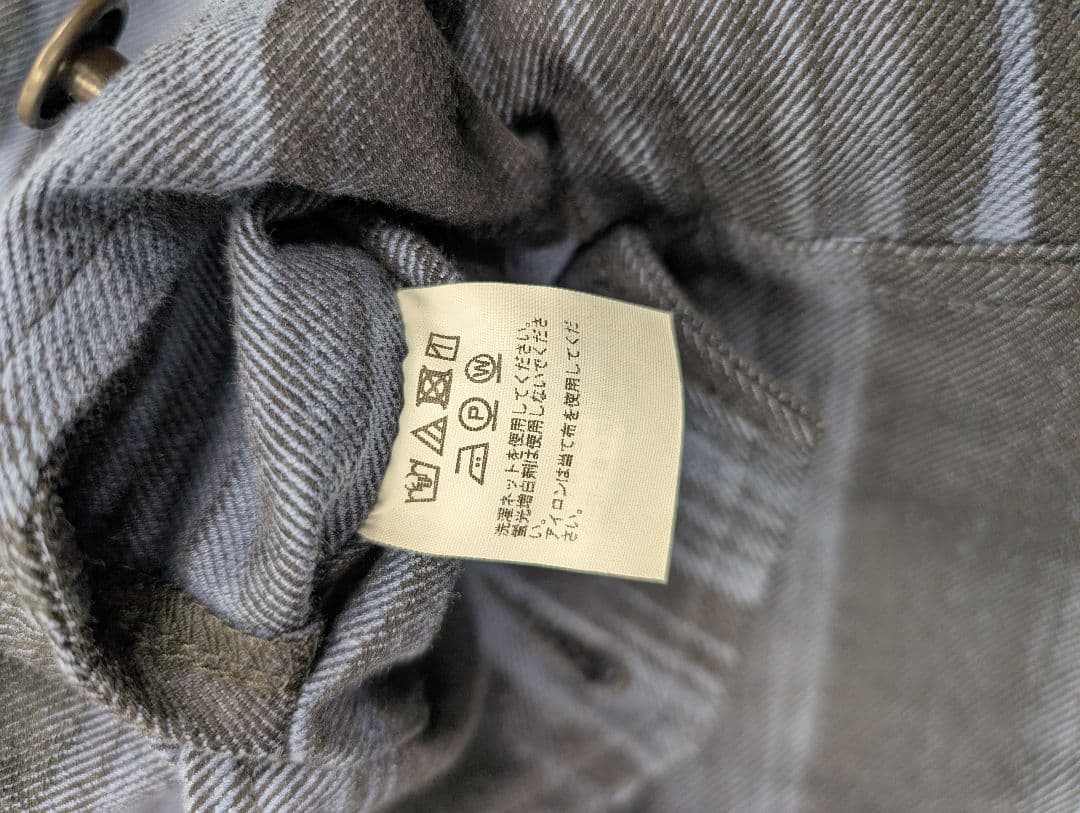 P W
洗濯ネットを使用してください。
蛍光増白剤は使用しないでくださ
い。
アイロンは当て布を使用してくだ
さい。